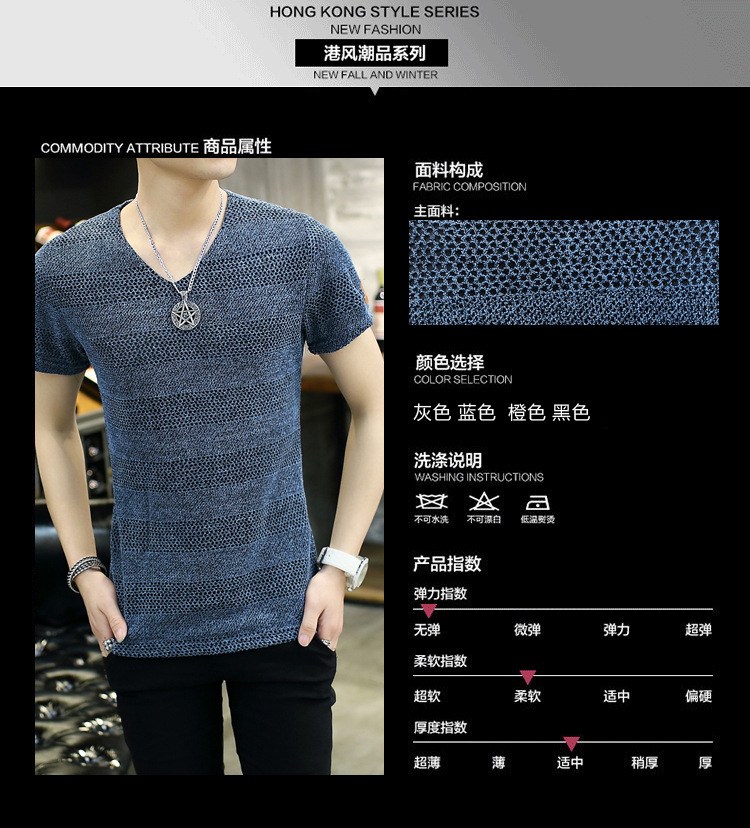 HONG KONG STYLE SERIES
NEW FASHION
港风潮品系列
NEW FALL AND WINTER
COMMODITY ATTRIBUTE 商品属性
面料构成
FABRIC COMPOSITION
主面料:
颜色选择
COLOR SELECTION
灰色 蓝色 橙色 黑色
洗涤说明
WASHING INSTRUCTIONS
不可水洗 不可漂白 低温熨烫
产品指数
弹力指数
无弹 微弹 弹力 超弹
柔软指数
超软 柔软 适中 偏硬
厚度指数
超薄 薄 适中 稍厚 厚